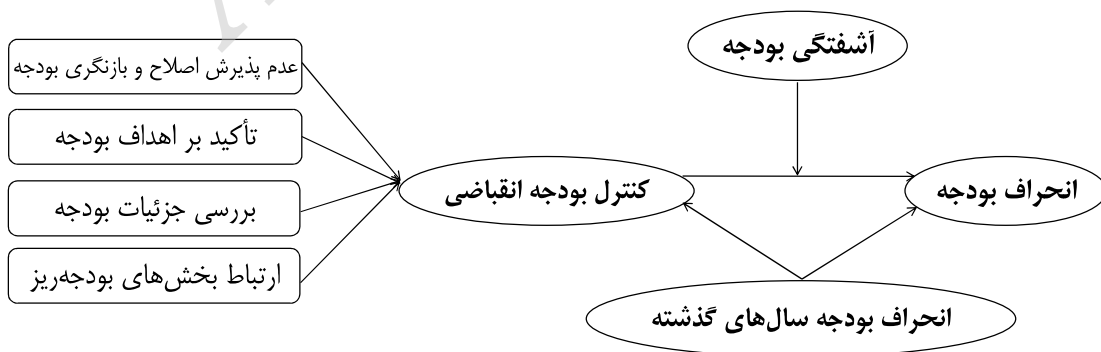 آشفتگی بودجه
عدم پذیرش اصلاح و بازنگری بودجه
تأکید بر اهداف بودجه
بررسی جزئیات بودجه
ارتباط بخش‌های بودجه‌ریز
کنترل بودجه انقباضی
انحراف بودجه
انحراف بودجه سال‌های گذشته